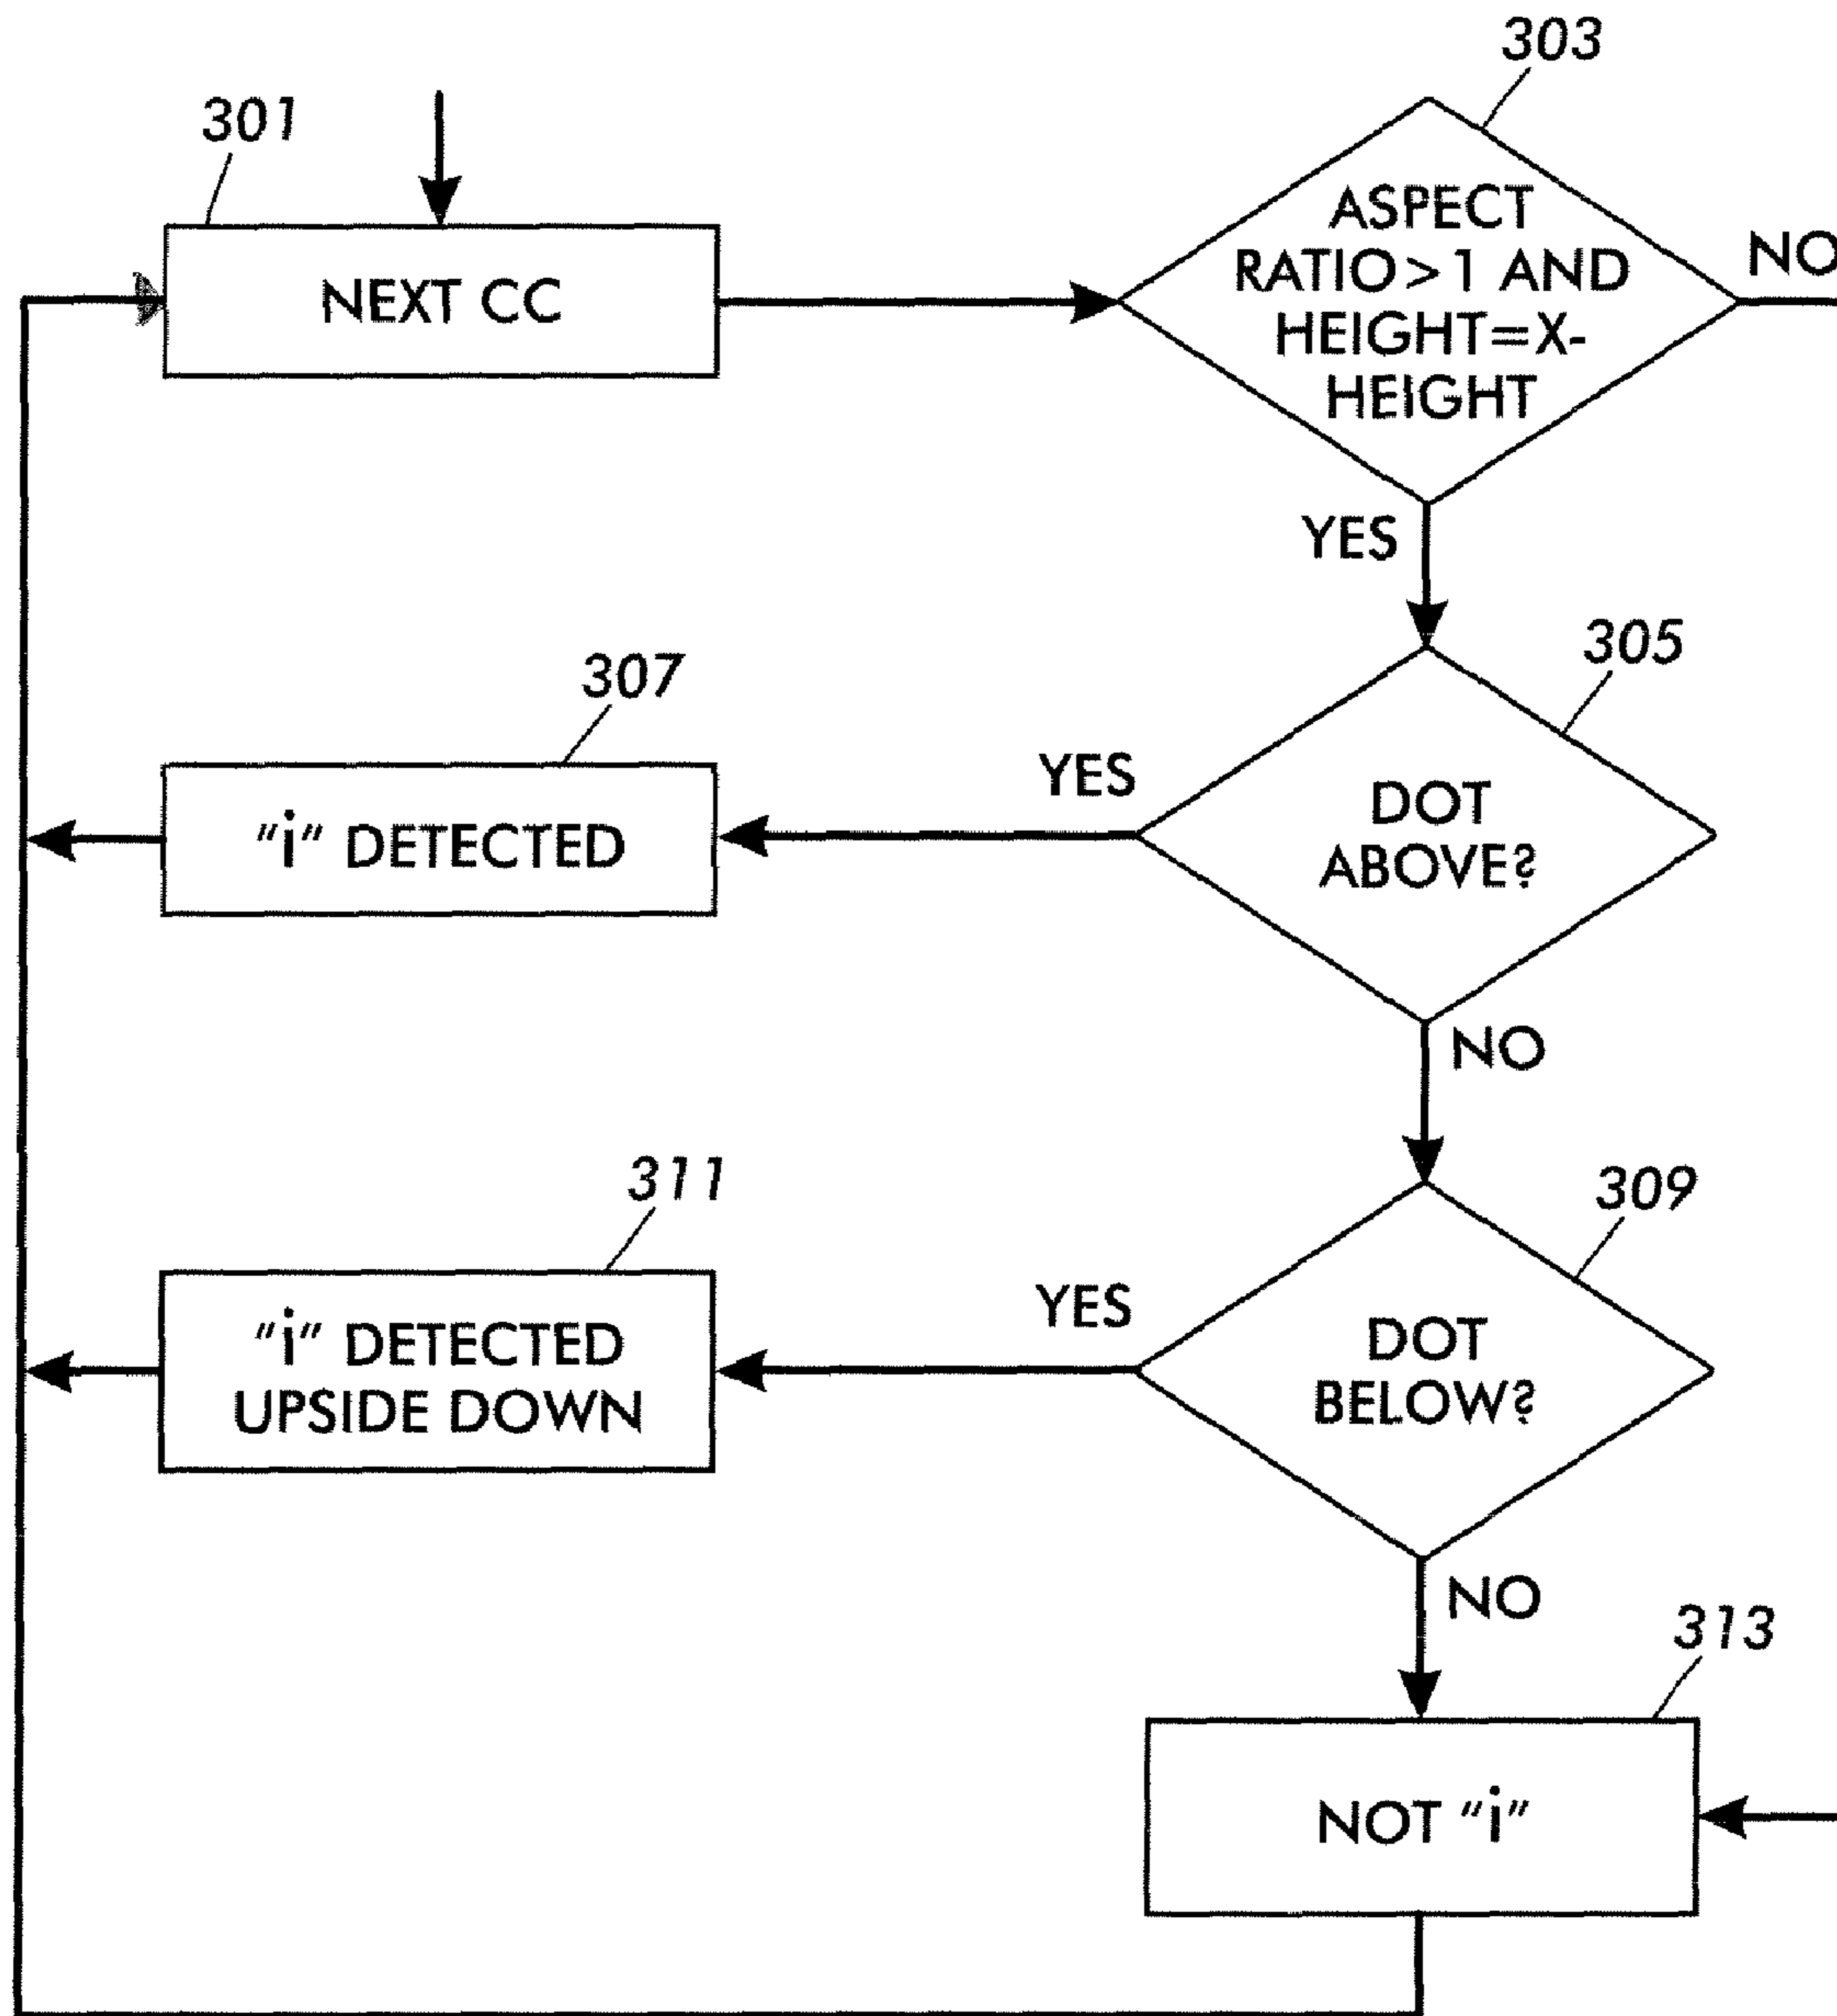 303
301
ASPECT
RATIO > 1 AND
HEIGHT=X-
HEIGHT
NO
NEXT CC
YES
305
307
YES
DOT
ABOVE?
"i" DETECTED
NO
309
311
YES
DOT
BELOW?
"i" DETECTED
UPSIDE DOWN
NO
313
NOT "i"